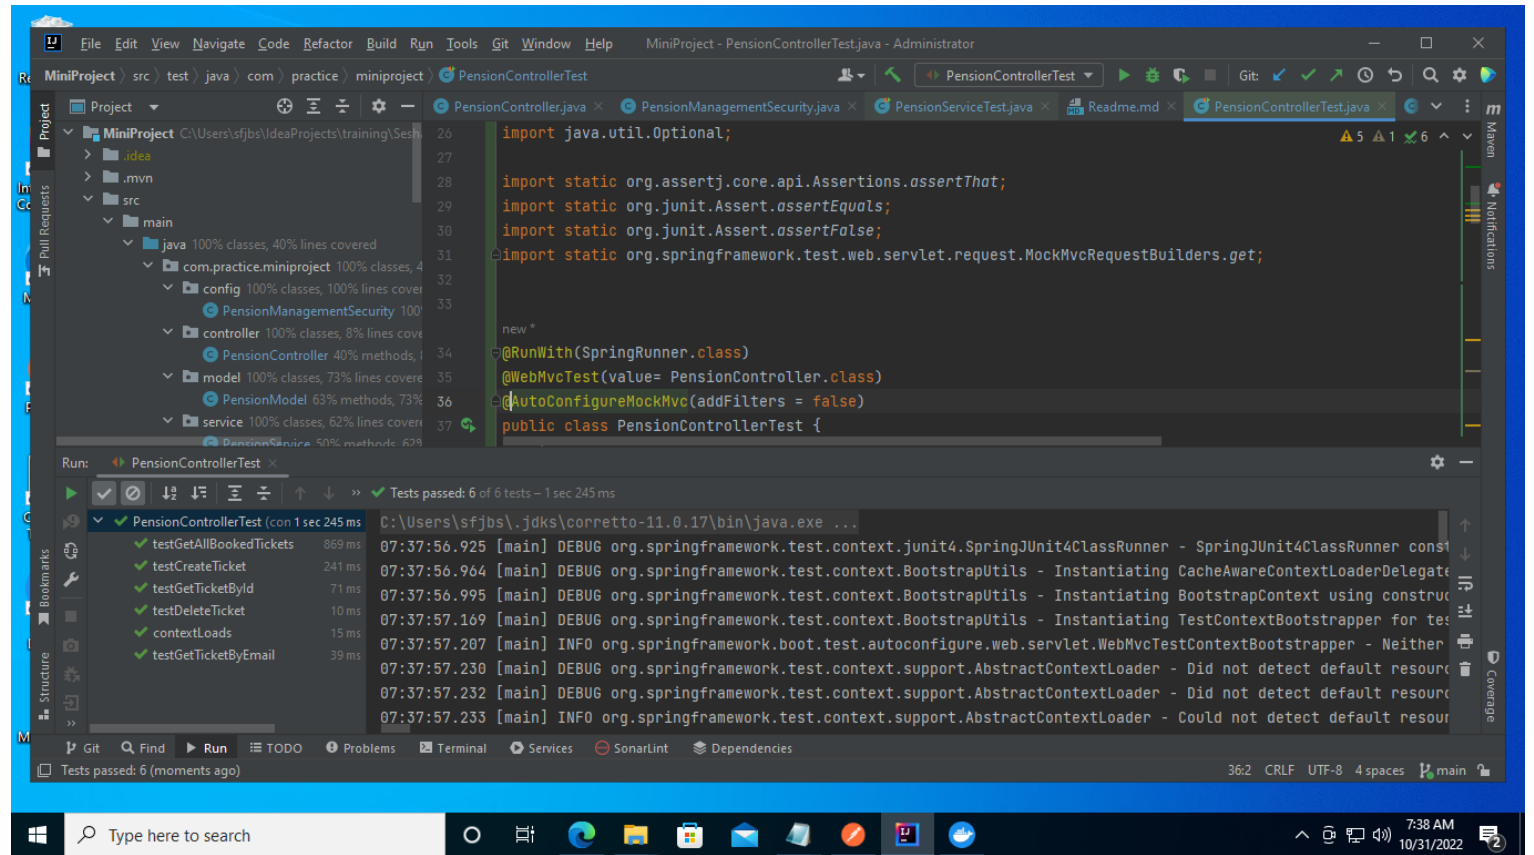 File Edit View Navigate Code Refactor Build Run Tools Git Window Help MiniProject - PensionControllerTest.java - Administrator
MiniProject src test java com practice miniproject PensionControllerTest PensionControllerTest Git:
Project PensionController.java PensionManagementSecurity.java PensionServiceTest.java Readme.md PensionControllerTest.java
Project
Pull Requests
Bookmarks
Structure
Maven
Notifications
Coverage
MiniProject C:\Users\sfjbs\IdeaProjects\training\Sesh
.idea
.mvn
src
main
java 100% classes, 40% lines covered
com.practice.miniproject 100% classes, 4
config 100% classes, 100% lines cover
PensionManagementSecurity 100
controller 100% classes, 8% lines cove
PensionController 40% methods,
model 100% classes, 73% lines covere
PensionModel 63% methods, 73%
service 100% classes, 62% lines covere
PensionService 50% methods, 62%
5 1 6
26 import java.util.Optional;
27
28 import static org.assertj.core.api.Assertions.assertThat;
29 import static org.junit.Assert.assertEquals;
30 import static org.junit.Assert.assertFalse;
31 import static org.springframework.test.web.servlet.request.MockMvcRequestBuilders.get;
32
33
new *
34 @RunWith(SpringRunner.class)
35 @WebMvcTest(value= PensionController.class)
36 @AutoConfigureMockMvc(addFilters = false)
37 public class PensionControllerTest {
Run: PensionControllerTest
Tests passed: 6 of 6 tests – 1 sec 245 ms
PensionControllerTest (con 1 sec 245 ms
testGetAllBookedTickets 869 ms
testCreateTicket 241 ms
testGetTicketById 71 ms
testDeleteTicket 10 ms
contextLoads 15 ms
testGetTicketByEmail 39 ms
C:\Users\sfjbs\.jdks\corretto-11.0.17\bin\java.exe ...
07:37:56.925 [main] DEBUG org.springframework.test.context.junit4.SpringJUnit4ClassRunner - SpringJUnit4ClassRunner const
07:37:56.964 [main] DEBUG org.springframework.test.context.BootstrapUtils - Instantiating CacheAwareContextLoaderDelegate
07:37:56.995 [main] DEBUG org.springframework.test.context.BootstrapUtils - Instantiating BootstrapContext using construc
07:37:57.169 [main] DEBUG org.springframework.test.context.BootstrapUtils - Instantiating TestContextBootstrapper for tes
07:37:57.207 [main] INFO org.springframework.boot.test.autoconfigure.web.servlet.WebMvcTestContextBootstrapper - Neither
07:37:57.230 [main] DEBUG org.springframework.test.context.support.AbstractContextLoader - Did not detect default resourc
07:37:57.232 [main] DEBUG org.springframework.test.context.support.AbstractContextLoader - Did not detect default resourc
07:37:57.233 [main] INFO org.springframework.test.context.support.AbstractContextLoader - Could not detect default resour
Git Find Run TODO Problems Terminal Services SonarLint Dependencies
Tests passed: 6 (moments ago) 36:2 CRLF UTF-8 4 spaces main
Type here to search
7:38 AM
10/31/2022
2